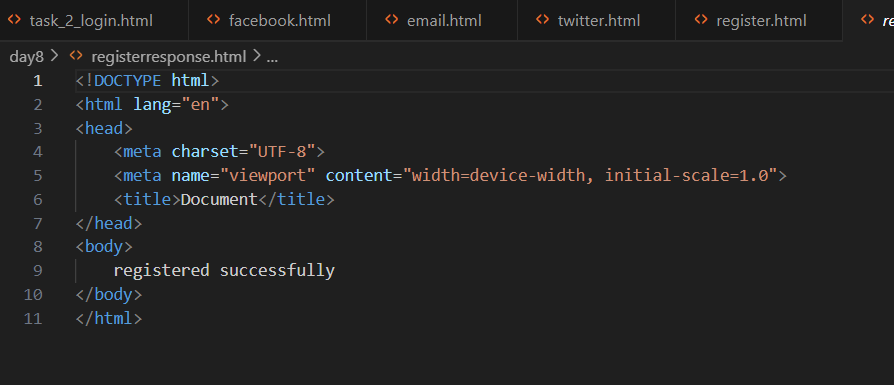 task_2_login.html facebook.html email.html twitter.html register.html re
day8 > registerresponse.html > ...
1 <!DOCTYPE html>
2 <html lang="en">
3 <head>
4     <meta charset="UTF-8">
5     <meta name="viewport" content="width=device-width, initial-scale=1.0">
6     <title>Document</title>
7 </head>
8 <body>
9     registered successfully
10 </body>
11 </html>